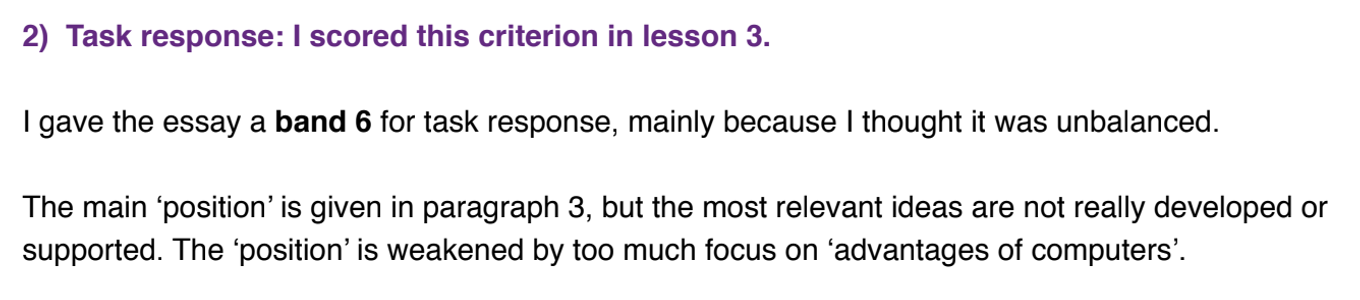 2)  Task response: I scored this criterion in lesson 3.
I gave the essay a band 6 for task response, mainly because I thought it was unbalanced.
The main ‘position’ is given in paragraph 3, but the most relevant ideas are not really developed or
supported. The ‘position’ is weakened by too much focus on ‘advantages of computers’.